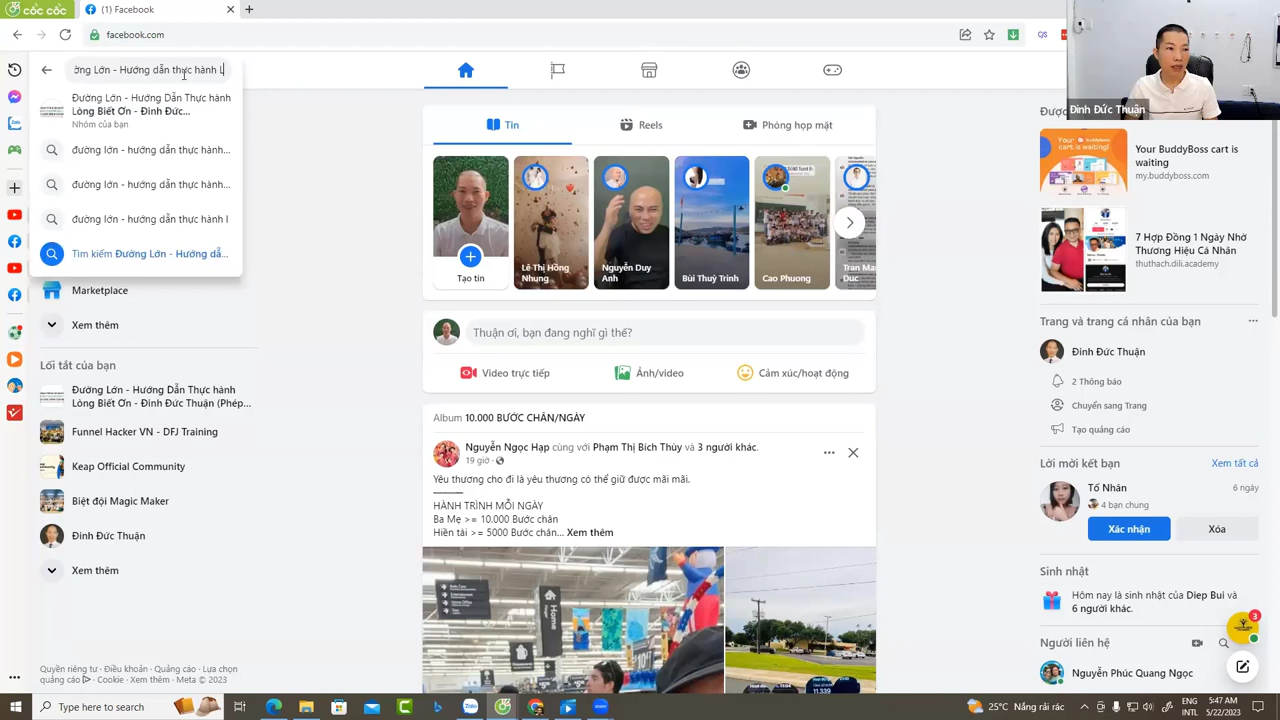 cốc cốc
(1) Facebook
facebook.com
ờng Lớn - Hướng dẫn thực hành L
Đường Lớn - Hướng Dẫn Thực hành
Lòng Biết Ơn - Đinh Đức...
Nhóm của bạn
đường lớn - hướng dẫn thực hành...
đường lớn - hướng dẫn thực hành...
đường lớn - hướng dẫn thực hành l
Tìm kiếm Đường Lớn - Hướng dẫ...
Marketplace
Xem thêm
Lối tắt của bạn
Đường Lớn - Hướng Dẫn Thực hành
Lòng Biết Ơn - Đinh Đức Thuận (Phép...
Funnel Hacker VN - DFJ Training
Keap Official Community
Biệt đội Magic Maker
Đinh Đức Thuận
Xem thêm
Quyền riêng tư · Điều khoản · Quảng cáo · Lựa chọn
quảng cáo · Cookie · Xem thêm · Meta © 2023
Tin
Reels
Phòng họp mặt
Tạo tin
Lê Thị Hồng
Nhung
Nguyễn Duy
Anh
Bùi Thuỳ Trinh
Cao Phuong
Tran Ma
Duc
Thuận ơi, bạn đang nghĩ gì thế?
Video trực tiếp
Ảnh/video
Cảm xúc/hoạt động
Album 10.000 BƯỚC CHÂN/NGÀY
Nguyễn Ngọc Hạp cùng với Phạm Thị Bích Thùy và 3 người khác.
19 giờ ·
Yêu thương cho đi là yêu thương có thể giữ được mãi mãi.
HÀNH TRÌNH MỖI NGÀY
Ba Mẹ >= 10.000 Bước chân
Hiền tài >= 5000 Bước chân... Xem thêm
Home
11.339
Đinh Đức Thuận
Được
Your BuddyBoss cart is
waiting
my.buddyboss.com
7 Hợp Đồng 1 Ngày Nhờ
Thương Hiệu Cá Nhân
thuthach.dili.academy
Trang và trang cá nhân của bạn
Đinh Đức Thuận
2 Thông báo
Chuyển sang Trang
Tạo quảng cáo
Lời mời kết bạn
Xem tất cả
Tố Nhân
6 ngày
4 bạn chung
Xác nhận
Xóa
Sinh nhật
Hôm nay là sinh nhật của Diep Bui và
6 người khác.
3
Người liên hệ
Nguyễn Phúc Quang Ngọc
Type here to search
25°C Nắng rải rác
ENG
INTL
5:47 AM
5/22/2023